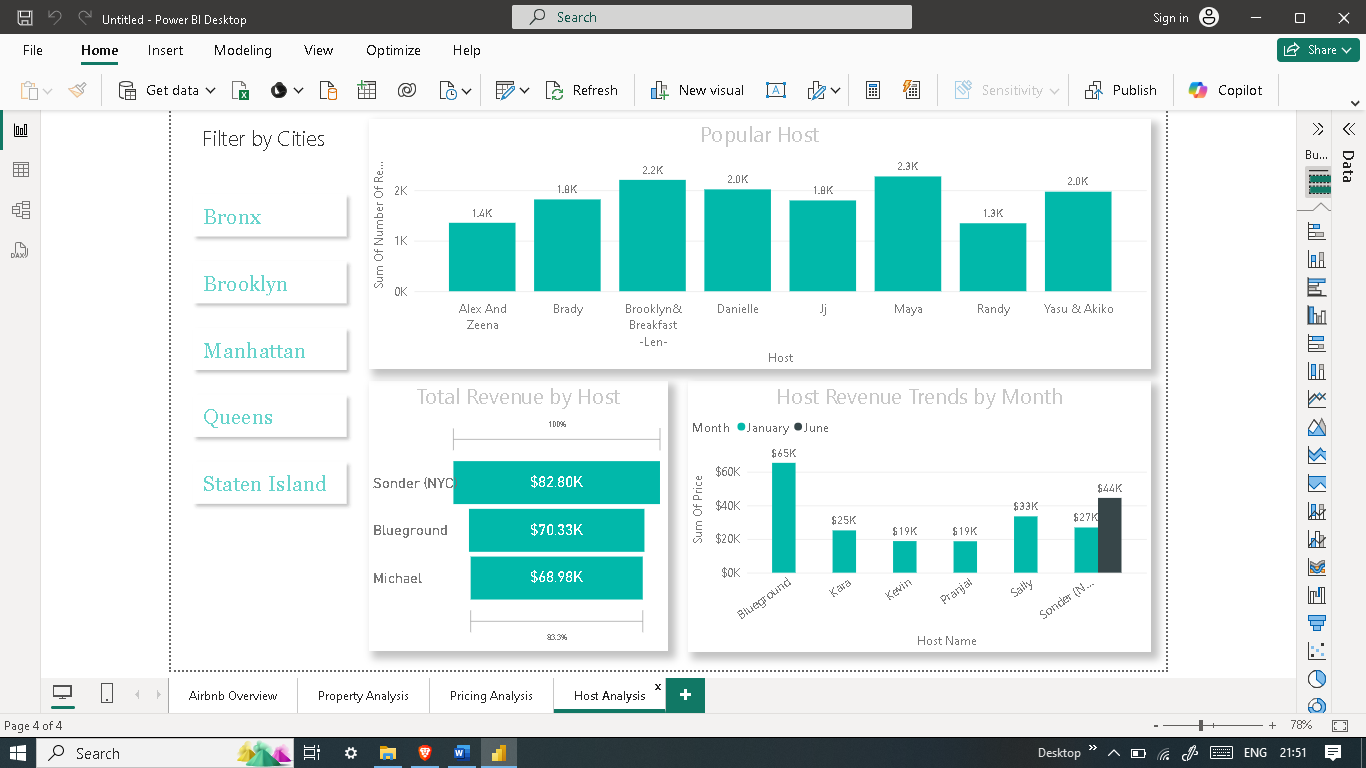 Untitled - Power BI Desktop
Search
Sign in
File
Home
Insert
Modeling
View
Optimize
Help
Share
Get data
Refresh
New visual
Sensitivity
Publish
Copilot
Filter by Cities
Bronx
Brooklyn
Manhattan
Queens
Staten Island
Popular Host
Sum Of Number Of Re...
2K
1K
0K
1.4K
1.8K
2.2K
2.0K
1.8K
2.3K
1.3K
2.0K
Alex And
Zeena
Brady
Brooklyn&
Breakfast
-Len-
Danielle
Jj
Maya
Randy
Yasu & Akiko
Host
Total Revenue by Host
100%
Sonder (NYC)
$82.80K
Blueground
$70.33K
Michael
$68.98K
83.3%
Host Revenue Trends by Month
Month January June
Sum Of Price
$60K
$40K
$20K
$0K
$65K
$25K
$19K
$19K
$33K
$27K
$44K
Blueground
Kara
Kevin
Pranjal
Sally
Sonder (N...
Host Name
Bu...
Data
DAX
Airbnb Overview
Property Analysis
Pricing Analysis
Host Analysis
x
Page 4 of 4
- + 78%
Search
Desktop
ENG
21:51